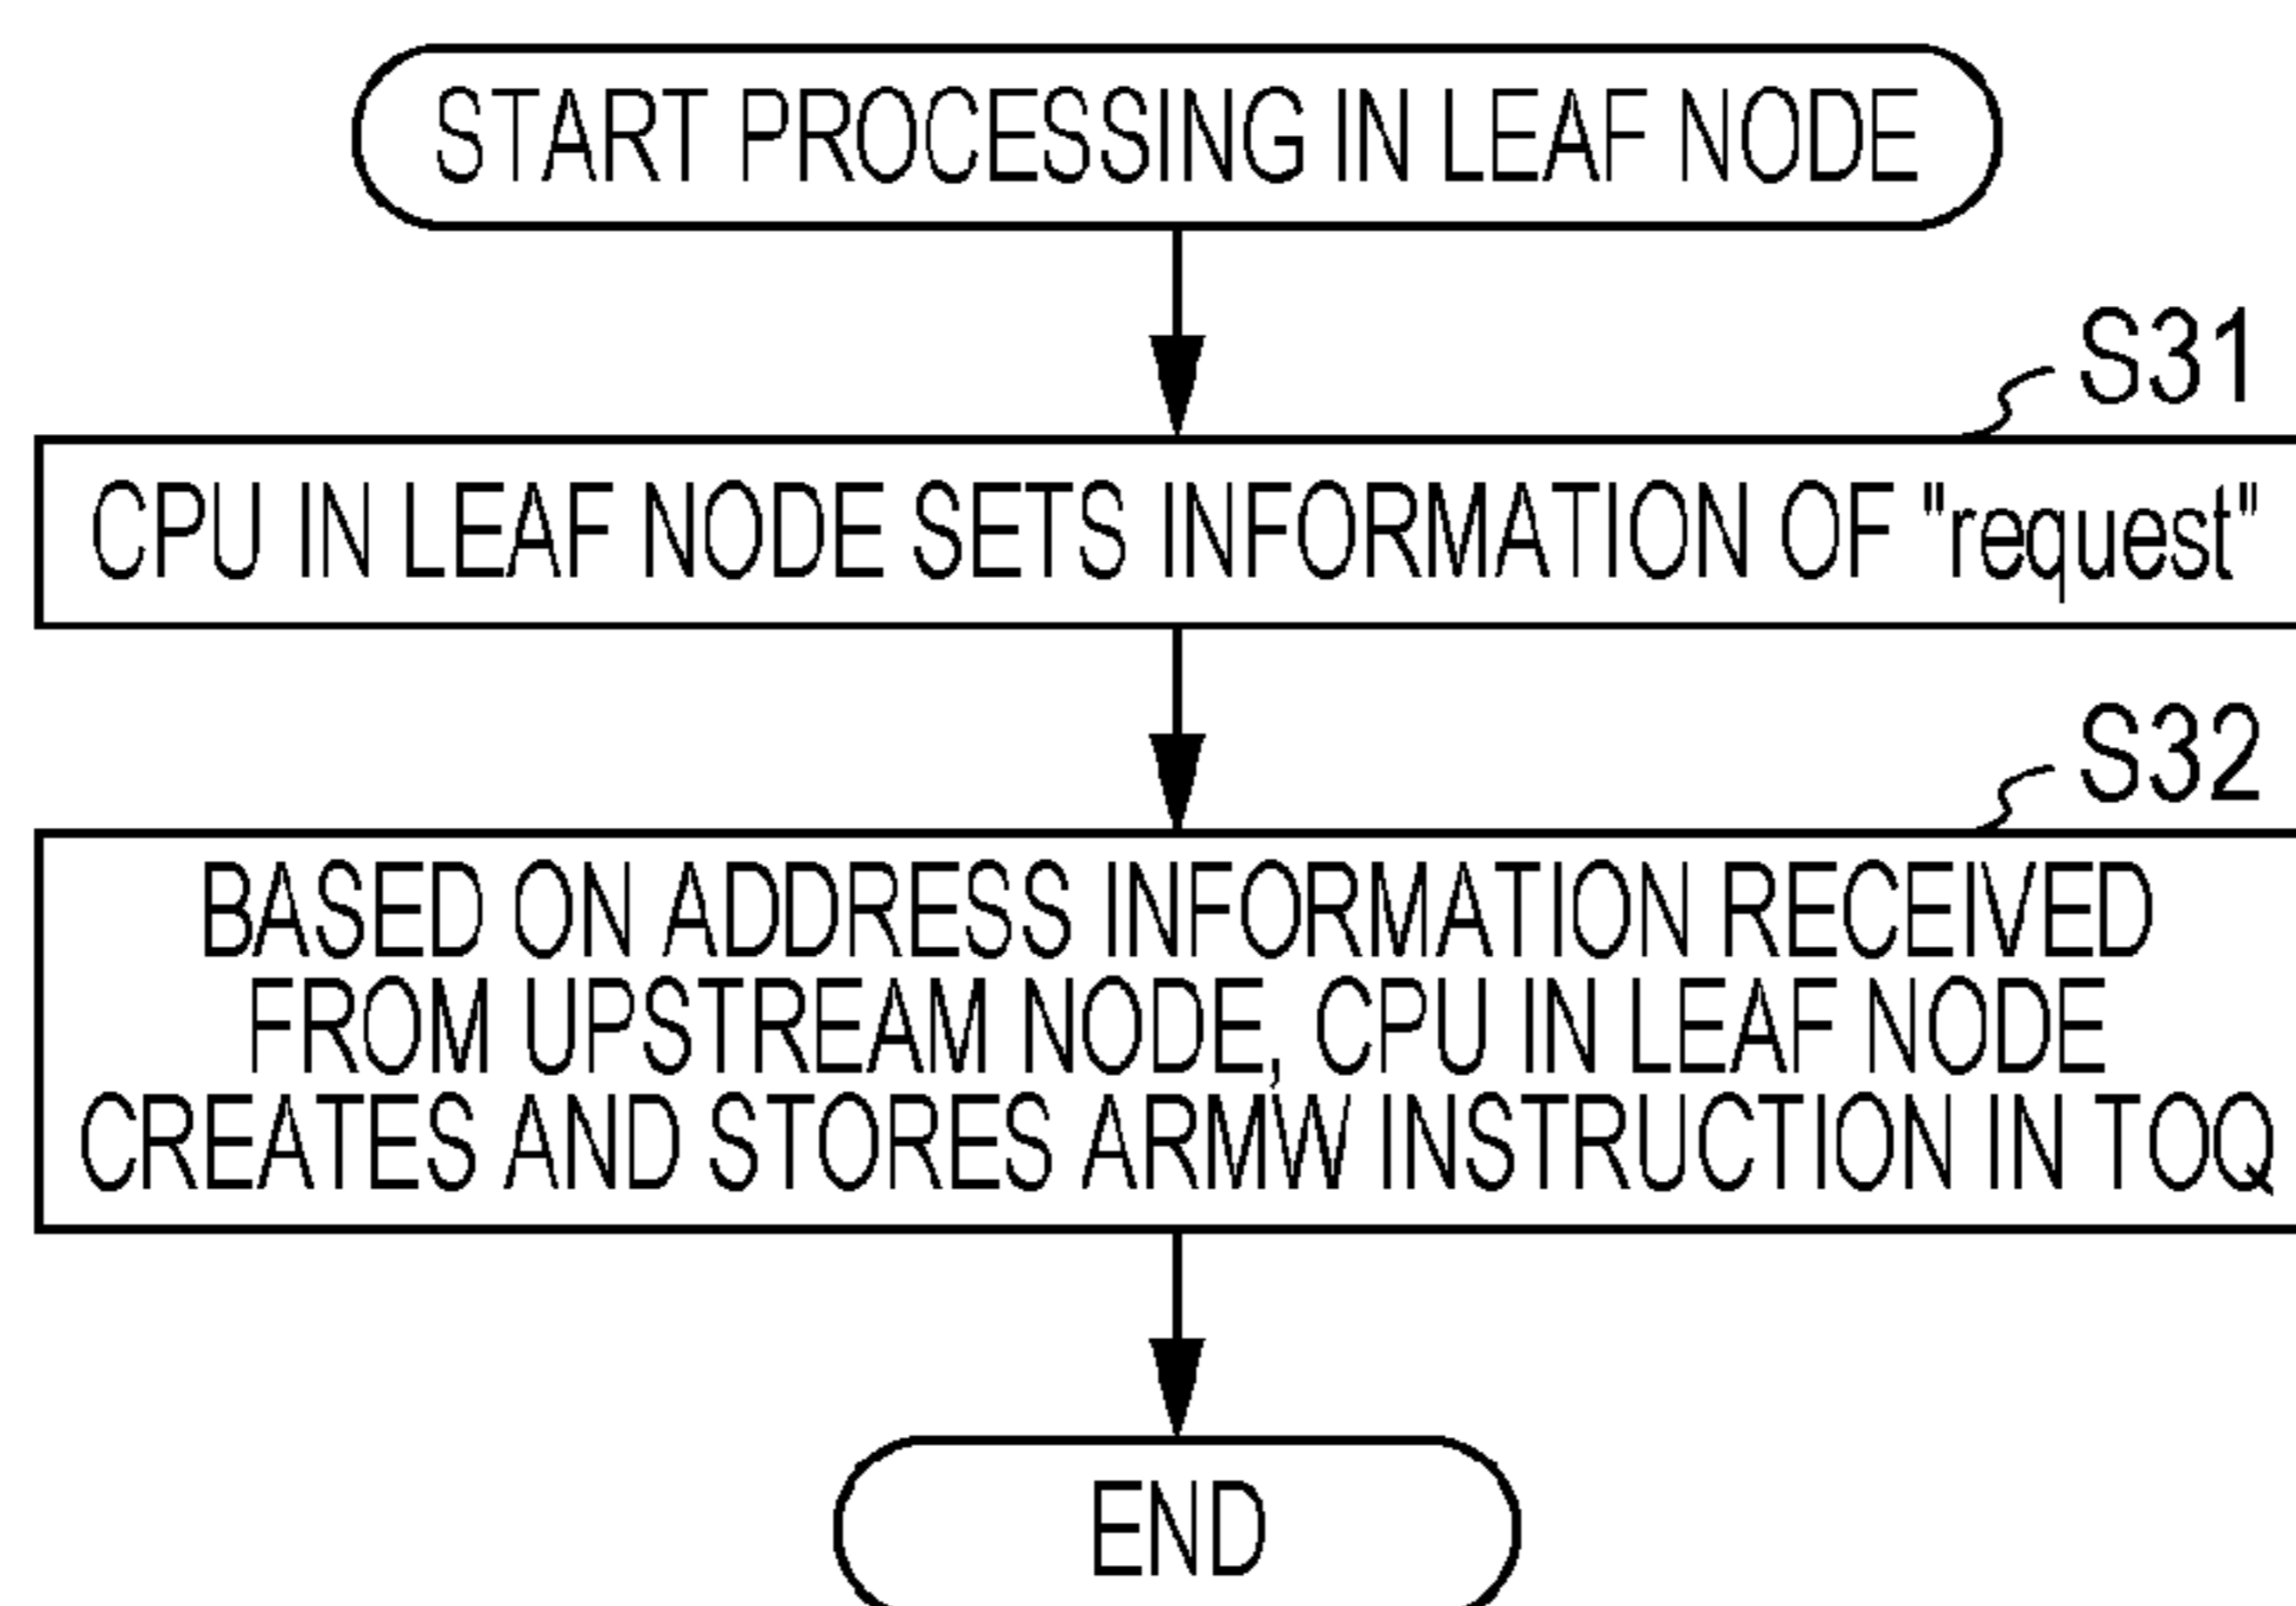 START PROCESSING IN LEAF NODE
S31
CPU IN LEAF NODE SETS INFORMATION OF "request"
S32
BASED ON ADDRESS INFORMATION RECEIVED
FROM UPSTREAM NODE, CPU IN LEAF NODE
CREATES AND STORES ARMW INSTRUCTION IN TOQ
END